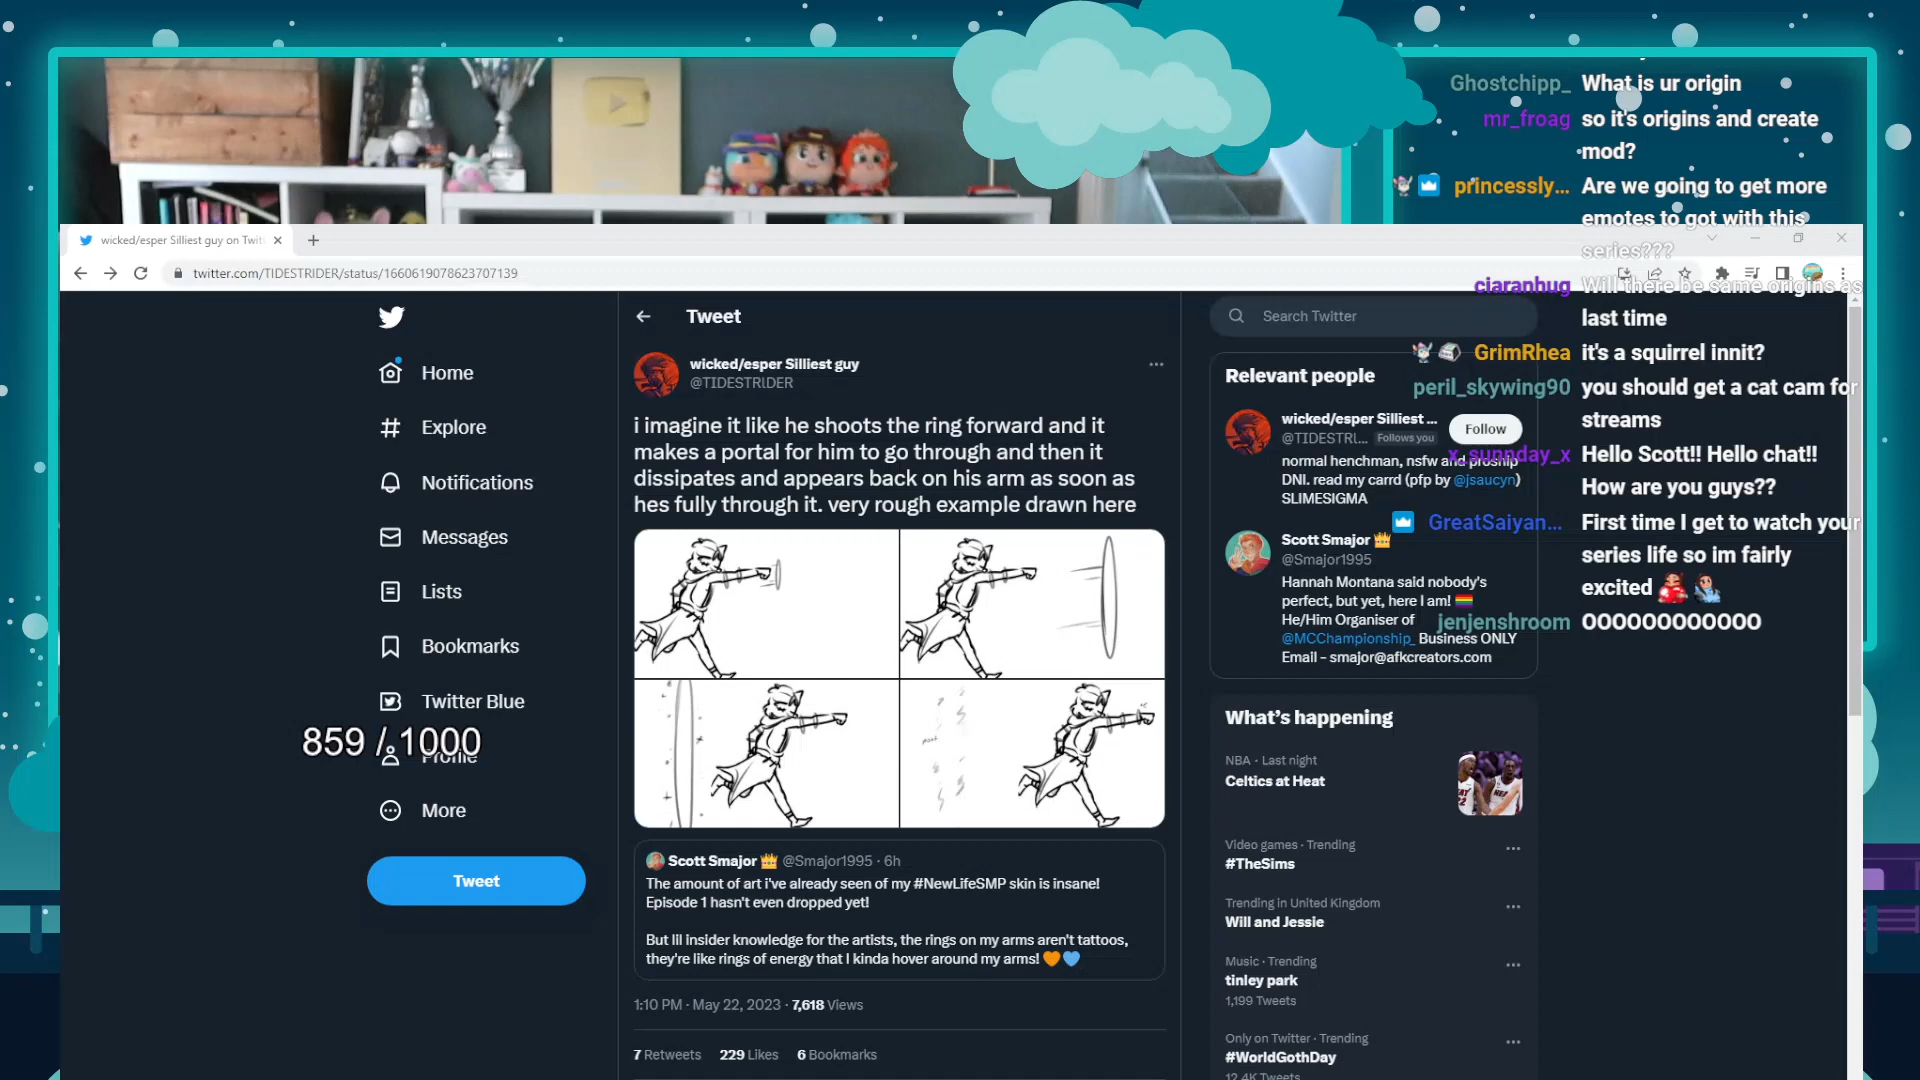 wicked/esper Silliest guy on Twit
twitter.com/TIDESTRIDER/status/1660619078623707139
Home
Explore
Notifications
Messages
Lists
Bookmarks
Twitter Blue
Profile
More
Tweet
859 / 1000
Tweet
wicked/esper Silliest guy
@TIDESTRlDER
i imagine it like he shoots the ring forward and it
makes a portal for him to go through and then it
dissipates and appears back on his arm as soon as
hes fully through it. very rough example drawn here
Scott Smajor 👑 @Smajor1995 · 6h
The amount of art i've already seen of my #NewLifeSMP skin is insane!
Episode 1 hasn't even dropped yet!
But lil insider knowledge for the artists, the rings on my arms aren't tattoos,
they're like rings of energy that I kinda hover around my arms! 🧡💙
1:10 PM · May 22, 2023 · 7,618 Views
7 Retweets 229 Likes 6 Bookmarks
Search Twitter
Relevant people
wicked/esper Silliest ...
@TIDESTRl... Follows you
Follow
normal henchman, nsfw and proship
DNI. read my carrd (pfp by @jsaucyn)
SLIMESIGMA
Scott Smajor 👑
@Smajor1995
Hannah Montana said nobody's
perfect, but yet, here I am! 🏳️‍🌈
He/Him Organiser of
@MCChampionship_ Business ONLY
Email - smajor@afkcreators.com
What's happening
NBA · Last night
Celtics at Heat
Video games · Trending
#TheSims
Trending in United Kingdom
Will and Jessie
Music · Trending
tinley park
1,199 Tweets
Only on Twitter · Trending
#WorldGothDay
12.4K Tweets
Ghostchipp_ What is ur origin
mr_froag so it's origins and create
mod?
princessly... Are we going to get more
emotes to got with this
series???
ciaranhug Will there be same origins as
last time
GrimRhea it's a squirrel innit?
peril_skywing90 you should get a cat cam for
streams
x_sunnday_x Hello Scott!! Hello chat!!
How are you guys??
GreatSaiyan... First time I get to watch your
series life so im fairly
excited
jenjenshroom OOOOOOOOOOOO